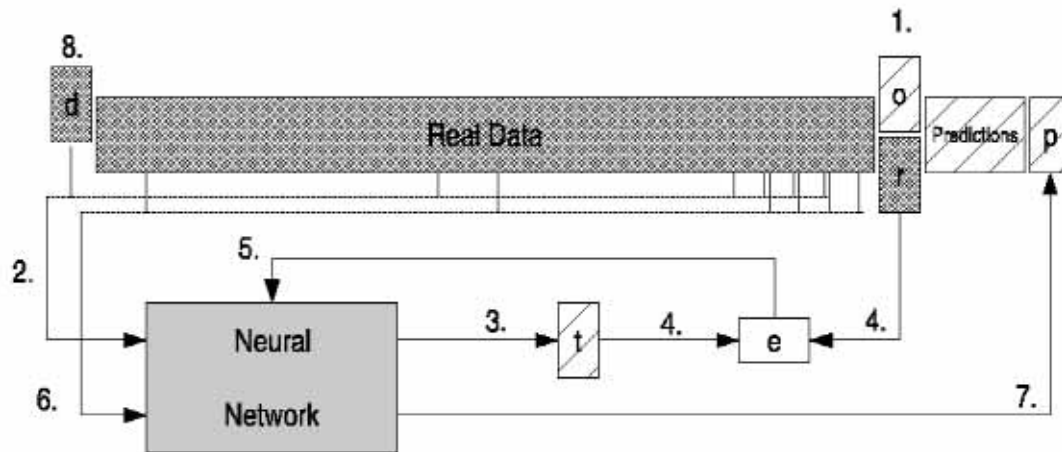 1.
8.
o
d
Real Data
Predictions
p
r
5.
2.
3.
4.
4.
Neural
t
e
6.
Network
7.